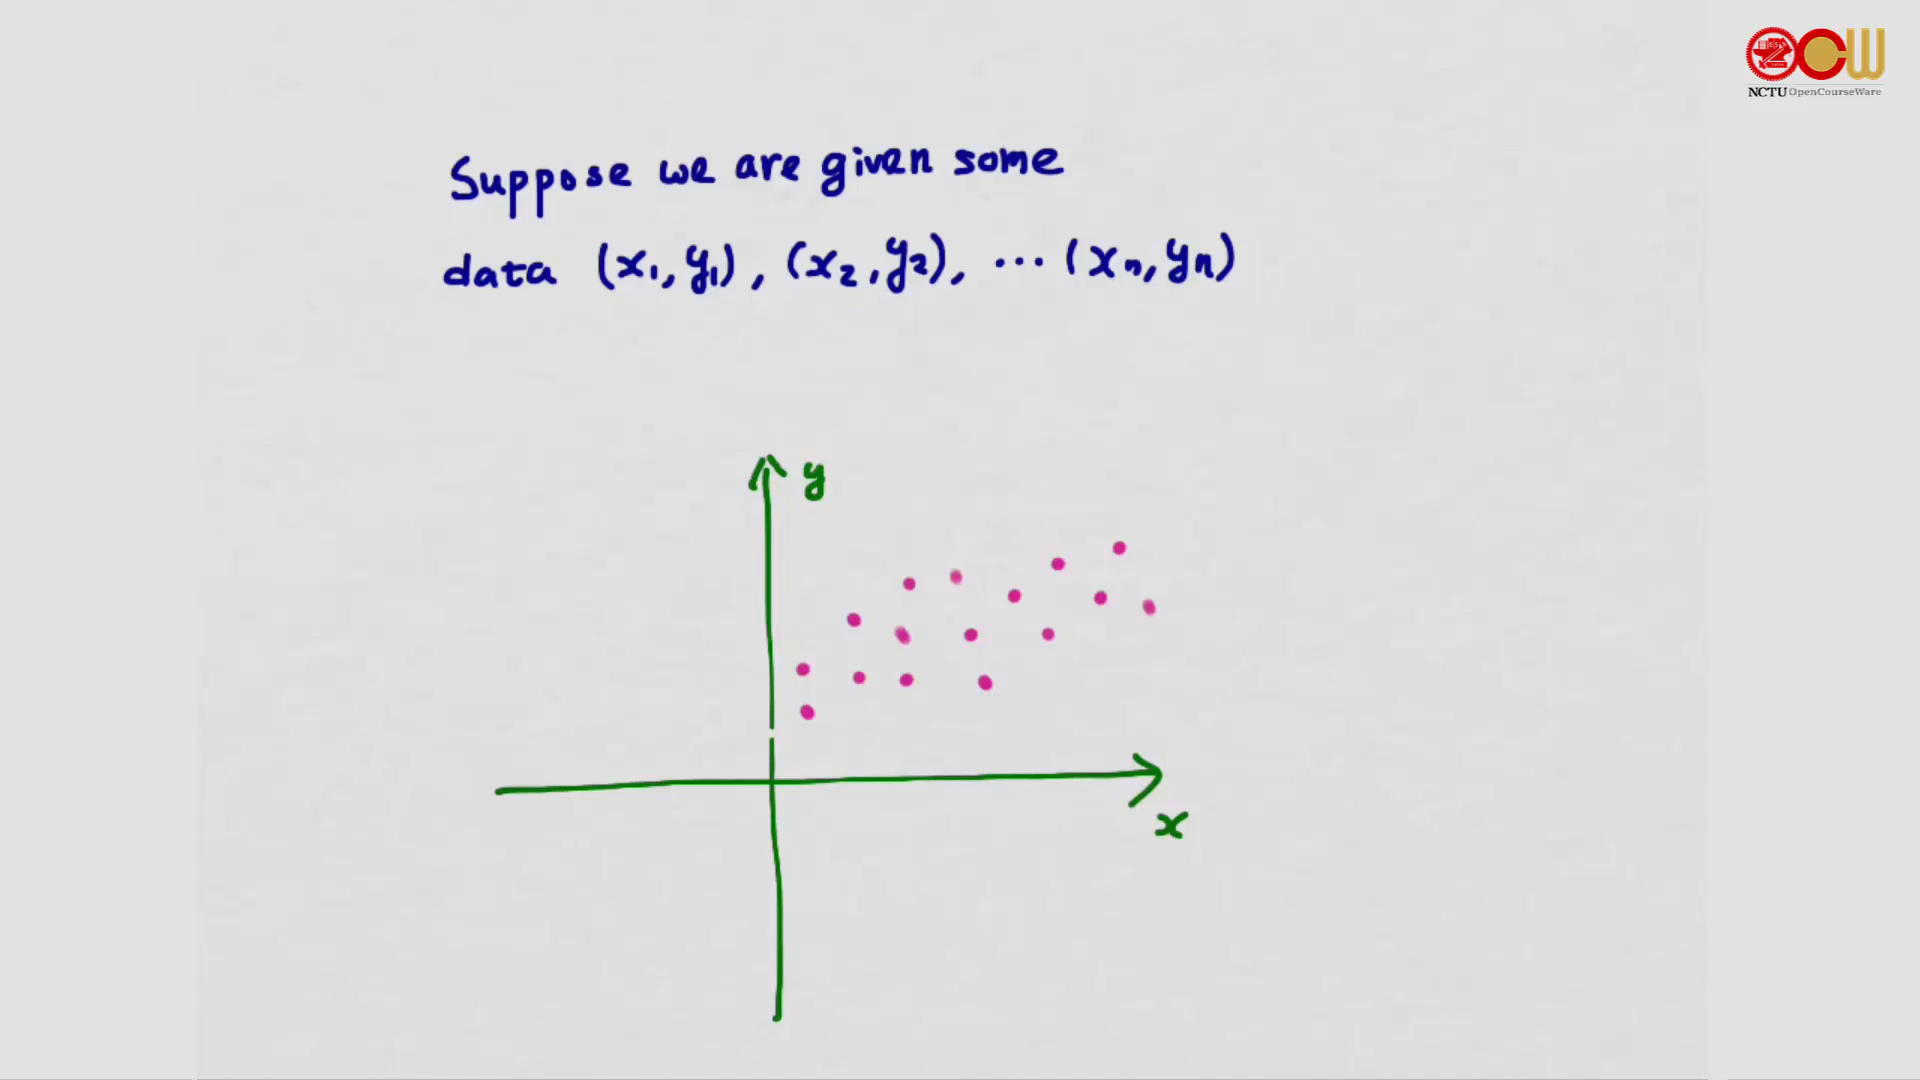 NCTU OpenCourseWare
Suppose we are given some
data (x₁, y₁), (x₂, y₂), ... (xₙ, yₙ)
y
x